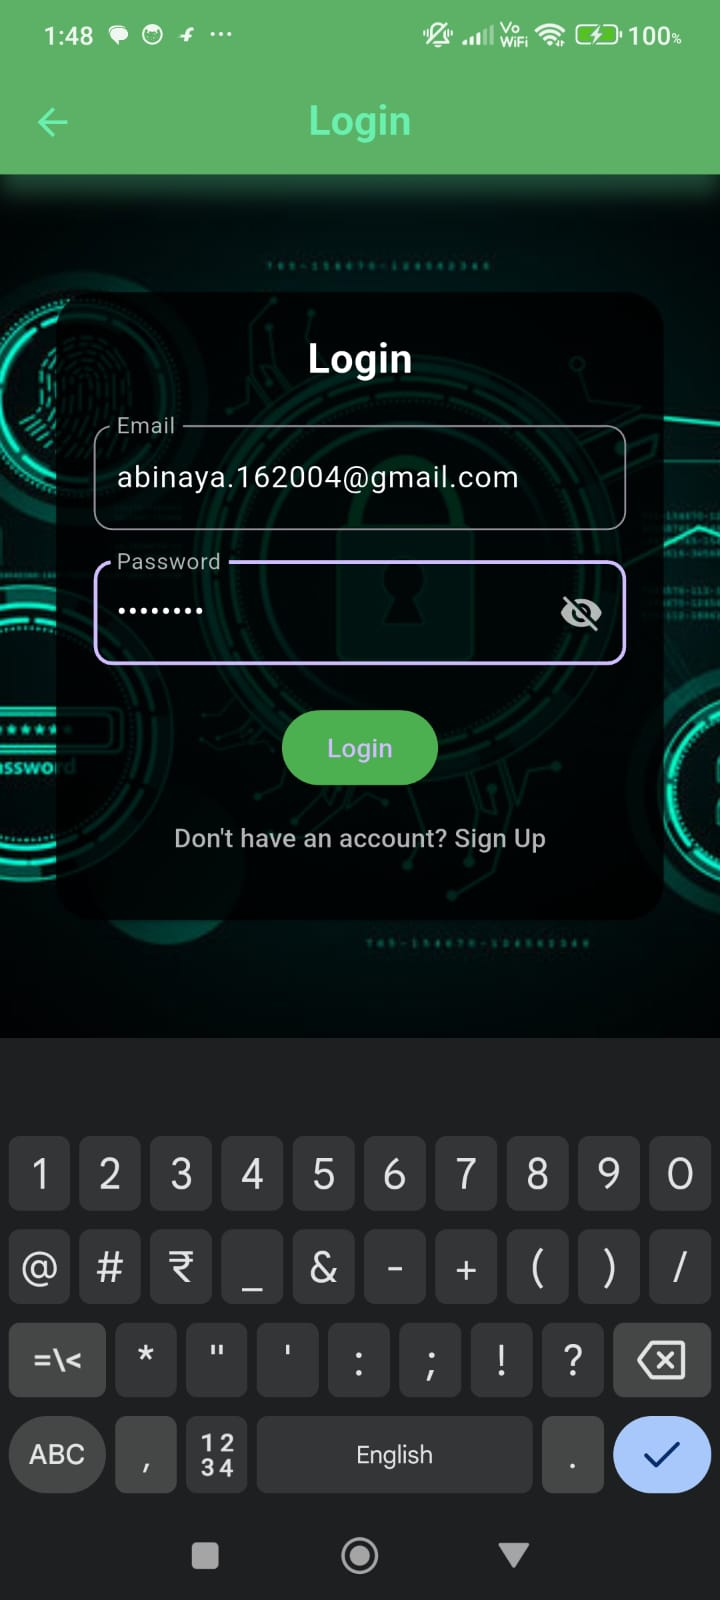 1:48 Vo WiFi 100%
Login
Login
Email
abinaya.162004@gmail.com
Password
••••••••
Login
Don't have an account? Sign Up
1 2 3 4 5 6 7 8 9 0
@ # ₹ _ & - + ( ) /
=\< * " ' : ; ! ?
ABC , 12 34 English .